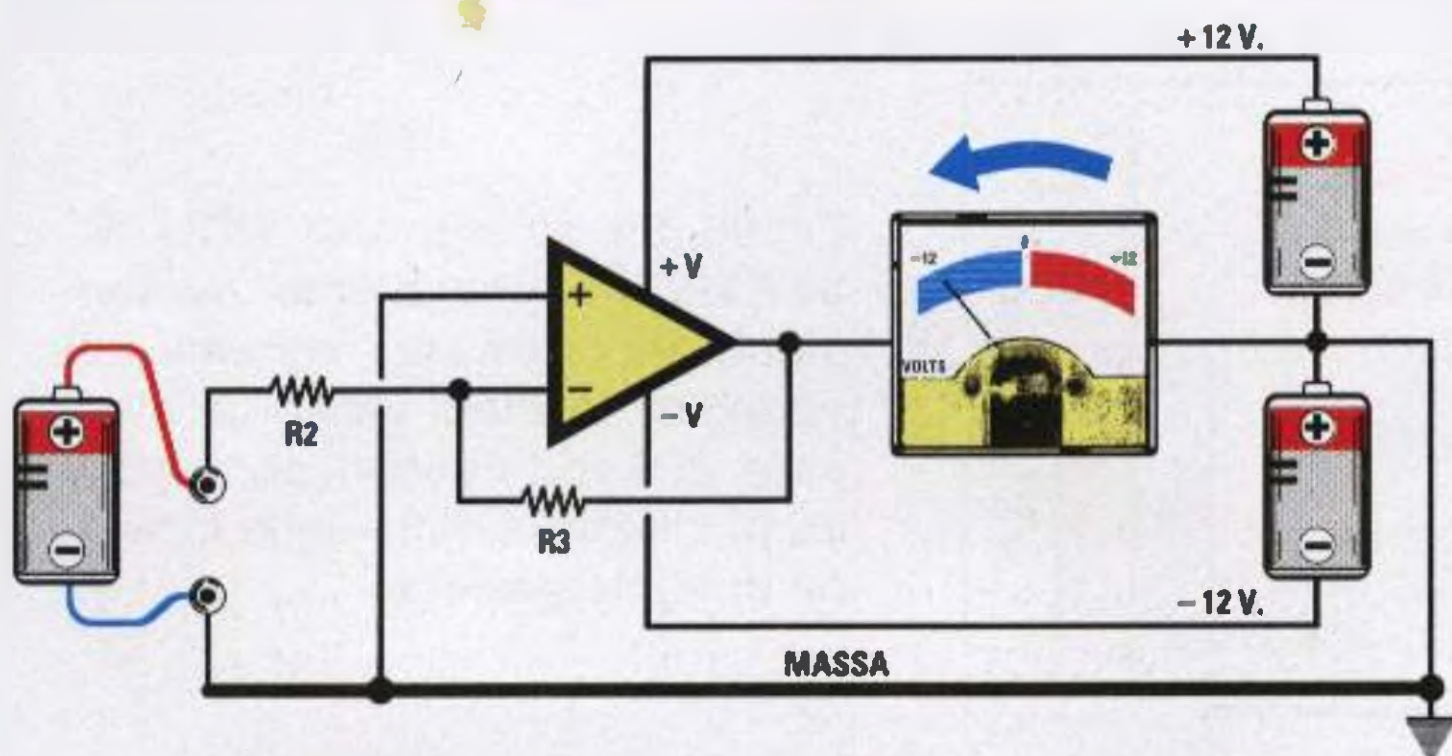 +12 V.
+V
-12
0
+12
VOLTS
+
-
-V
R2
R3
-12 V.
MASSA